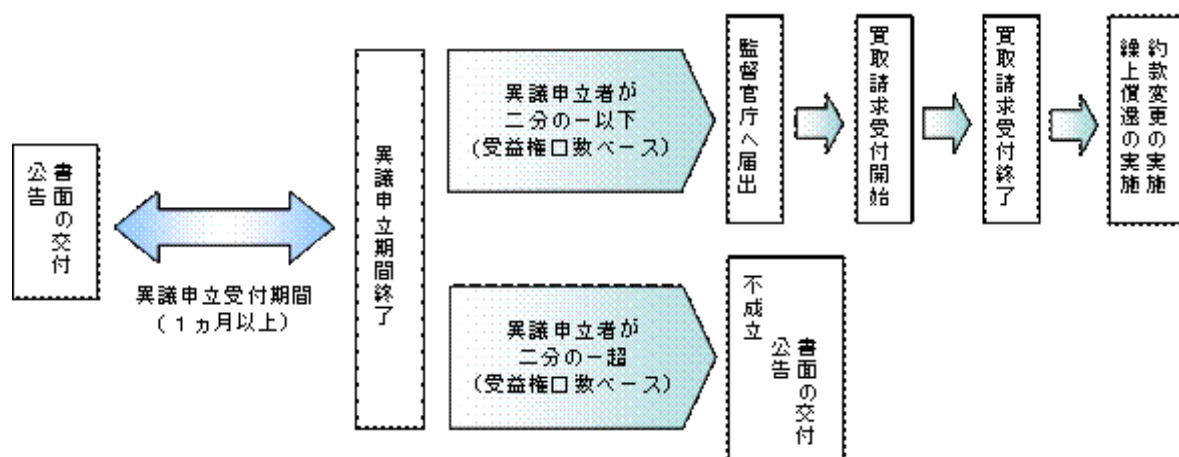 書面の交付
公告
異議申立受付期間
（１ヵ月以上）
異議申立期間終了
異議申立者が
二分の一以下
(受益権口数ベース)
監督官庁へ届出
買取請求受付開始
買取請求受付終了
約款変更の実施
繰上償還の実施
異議申立者が
二分の一超
(受益権口数ベース)
不成立
書面の交付
公告